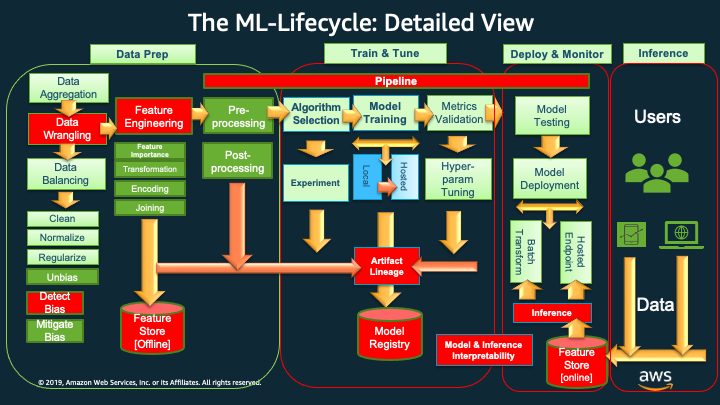 The ML-Lifecycle: Detailed View
Data Prep
Train & Tune
Deploy & Monitor
Inference
Pipeline
Data
Aggregation
Data
Wrangling
Data
Balancing
Clean
Normalize
Regularize
Unbias
Detect
Bias
Mitigate
Bias
Feature
Engineering
Feature
Importance
Transformation
Encoding
Joining
Feature
Store
[Offline]
Pre-
processing
Post-
processing
Algorithm
Selection
Experiment
Model
Training
Local
Hosted
Artifact
Lineage
Model
Registry
Metrics
Validation
Hyper-
param
Tuning
Model & Inference
Interpretability
Model
Testing
Model
Deployment
Batch
Transform
Hosted
Endpoint
Inference
Feature
Store
[online]
Users
Data
aws
© 2019, Amazon Web Services, Inc. or its Affiliates. All rights reserved.